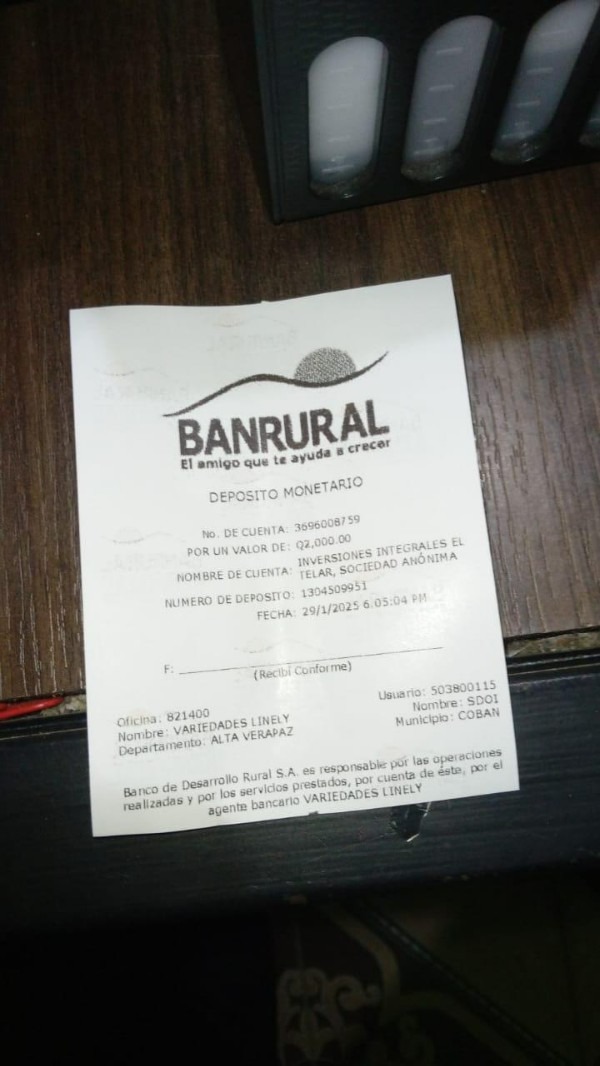 BANRURAL
El amigo que te ayuda a crecer
DEPOSITO MONETARIO
No. DE CUENTA: 3696008759
POR UN VALOR DE: Q2,000.00
NOMBRE DE CUENTA: INVERSIONES INTEGRALES EL
TELAR, SOCIEDAD ANÓNIMA
NUMERO DE DEPOSITO: 1304509951
FECHA: 29/1/2025 6:05:04 PM
F:
(Recibí Conforme)
Oficina: 821400
Nombre: VARIEDADES LINELY
Departamento: ALTA VERAPAZ
Usuario: 503800115
Nombre: SDOI
Municipio: COBAN
Banco de Desarrollo Rural S.A. es responsable por las operaciones
realizadas y por los servicios prestados, por cuenta de éste, por el
agente bancario VARIEDADES LINELY